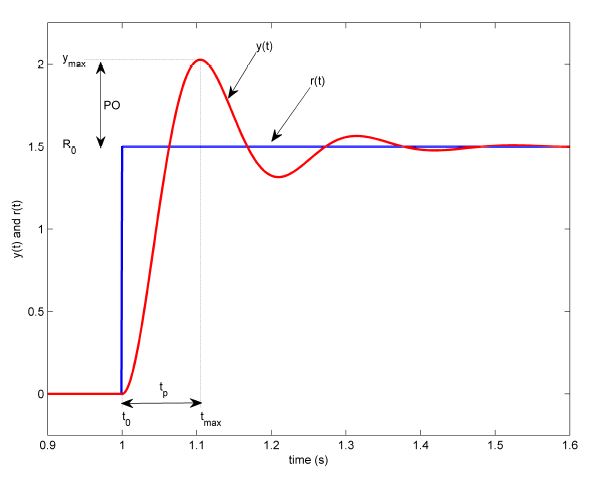 2
y_max
y(t)
r(t)
PO
1.5
R_0
1
y(t) and r(t)
0.5
0
t_p
t_0
t_max
0.9
1
1.1
1.2
1.3
1.4
1.5
1.6
time (s)